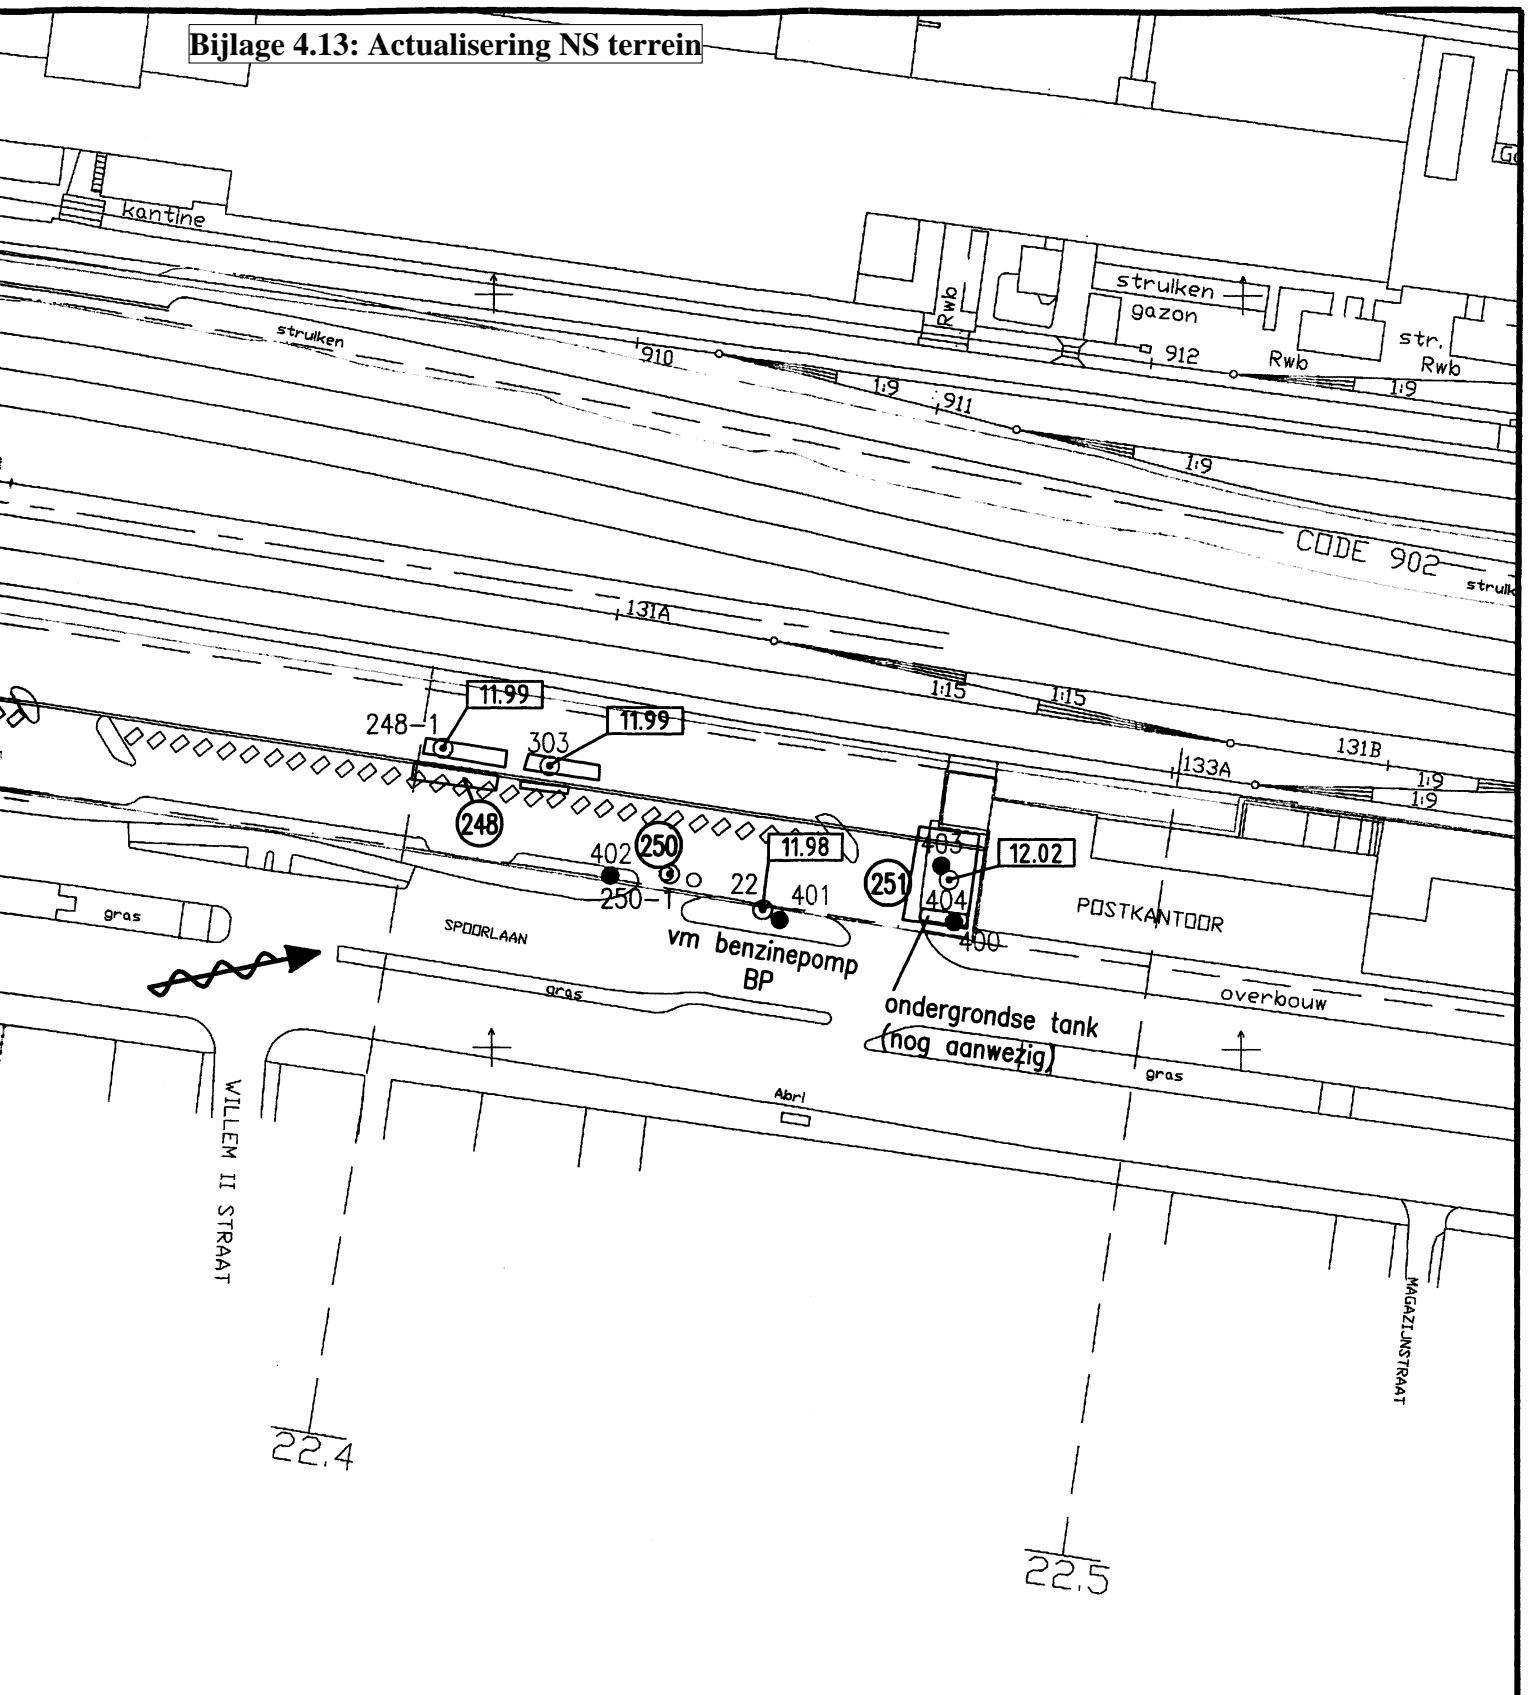 Bijlage 4.13: Actualisering NS terrein
kantine
struiken
gazon
Rwb
str.
Rwb
Rwb
struiken
910
912
1:9
1:9
911
1:9
CODE 902
131A
1:15
1:15
131B
133A
1:9
1:9
11.99
11.99
248-1
303
248
250
402
250-1
22
11.98
401
251
403
12.02
404
400
POSTKANTOOR
gras
SPOORLAAN
vm benzinepomp
BP
gras
ondergrondse tank
(nog aanwezig)
overbouw
gras
Abri
WILLEM II STRAAT
MAGAZIJNSTRAAT
22.4
22.5